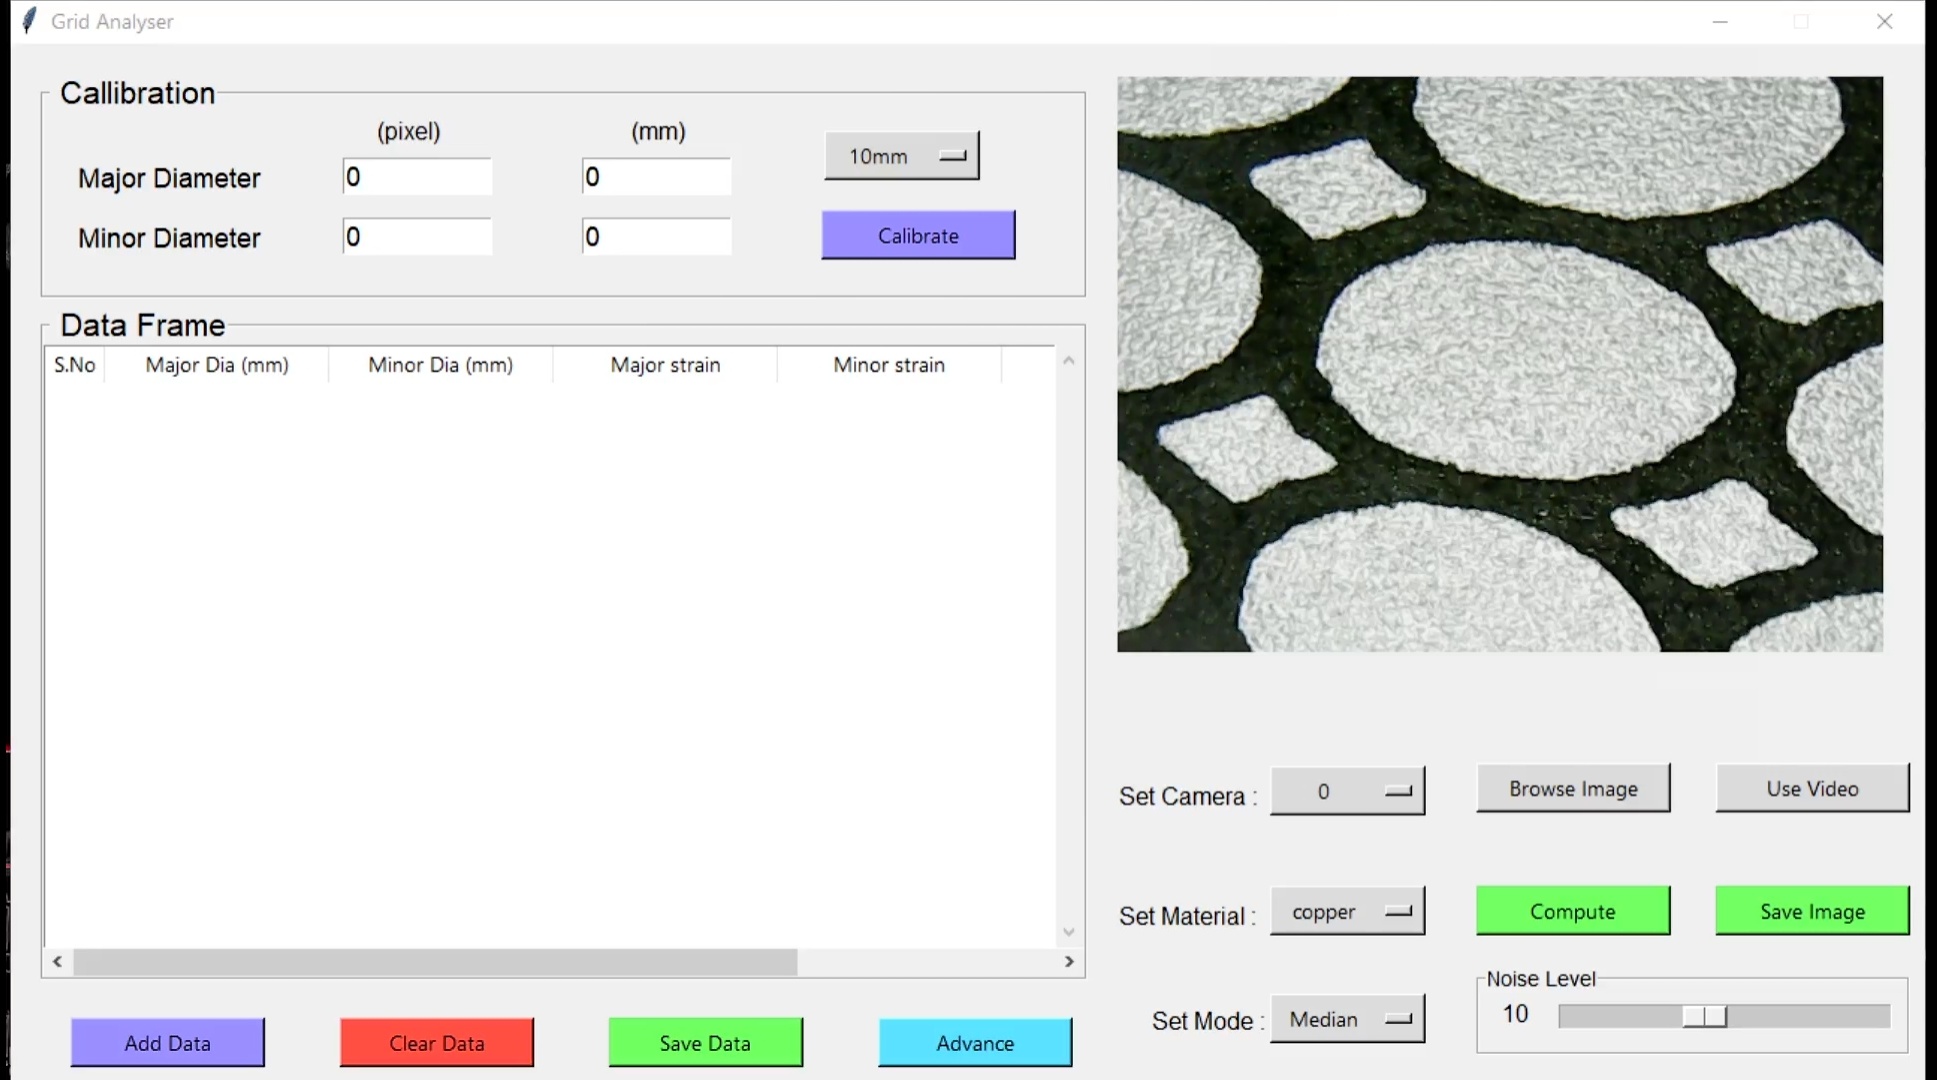 Grid Analyser
Callibration
(pixel) (mm)
10mm
Major Diameter 0 0
Minor Diameter 0 0
Calibrate
Data Frame
S.No Major Dia (mm) Minor Dia (mm) Major strain Minor strain
Set Camera : 0 Browse Image Use Video
Set Material : copper Compute Save Image
Noise Level
10
Set Mode : Median
Add Data Clear Data Save Data Advance